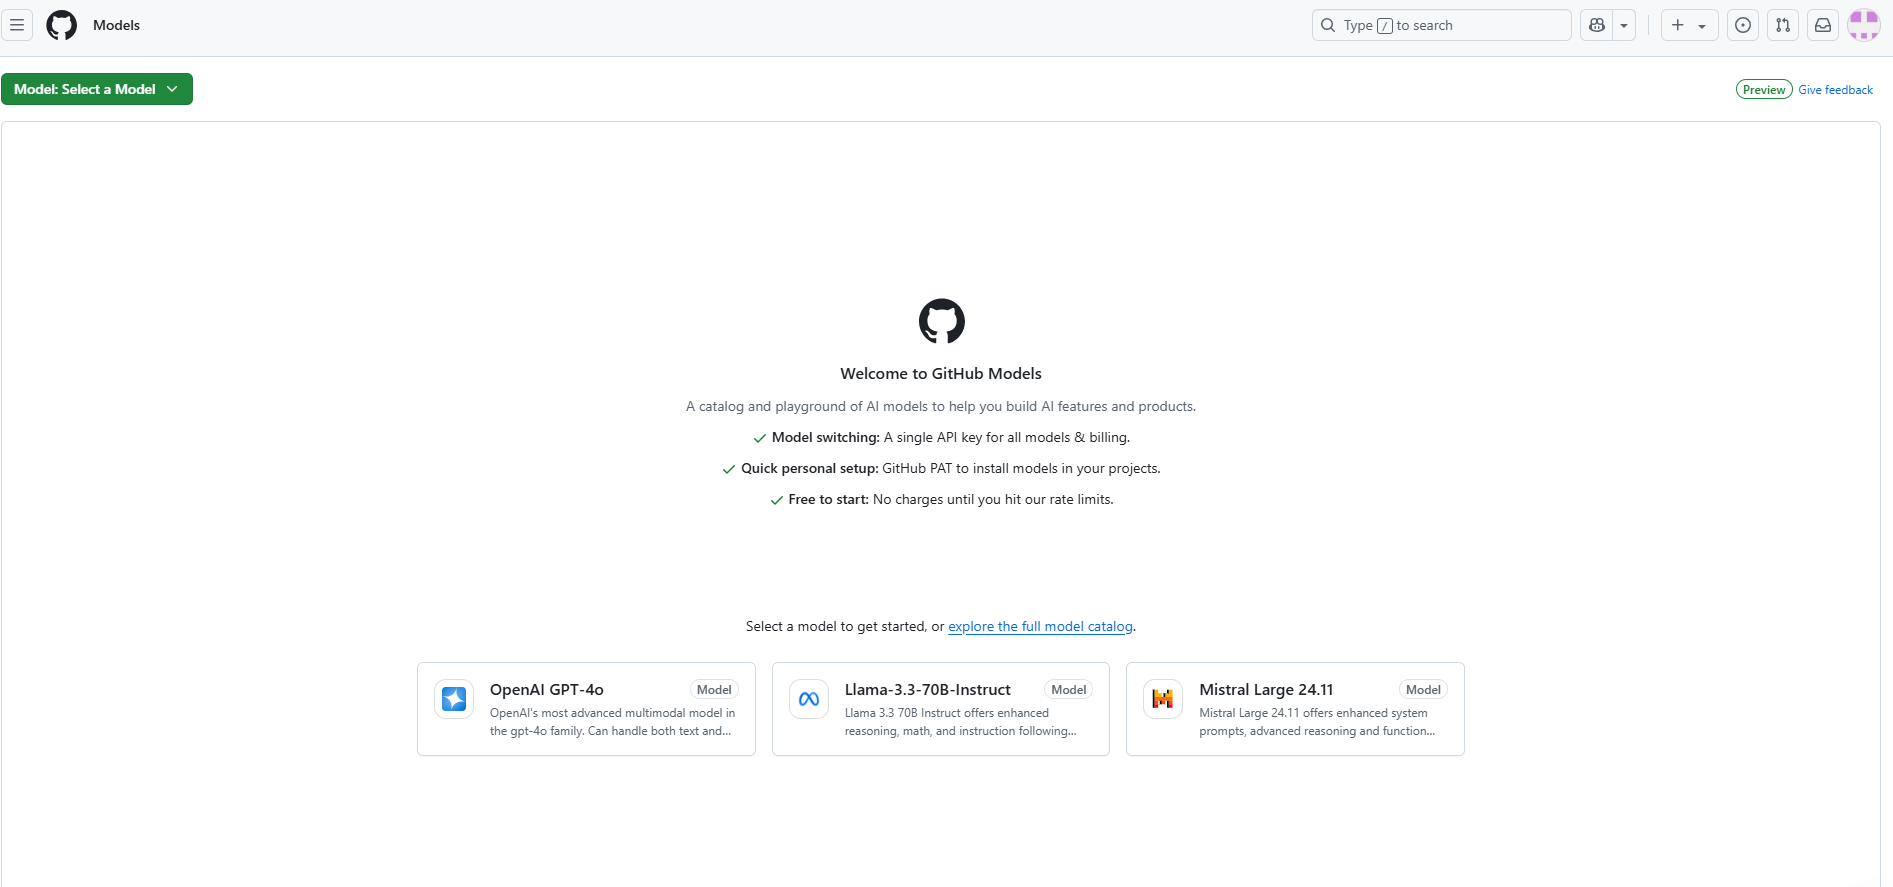 Models
Type / to search
Model: Select a Model
Preview Give feedback
Welcome to GitHub Models
A catalog and playground of AI models to help you build AI features and products.
Model switching: A single API key for all models & billing.
Quick personal setup: GitHub PAT to install models in your projects.
Free to start: No charges until you hit our rate limits.
Select a model to get started, or explore the full model catalog.
OpenAI GPT-4o Model
OpenAI's most advanced multimodal model in
the gpt-4o family. Can handle both text and...
Llama-3.3-70B-Instruct Model
Llama 3.3 70B Instruct offers enhanced
reasoning, math, and instruction following...
Mistral Large 24.11 Model
Mistral Large 24.11 offers enhanced system
prompts, advanced reasoning and function...